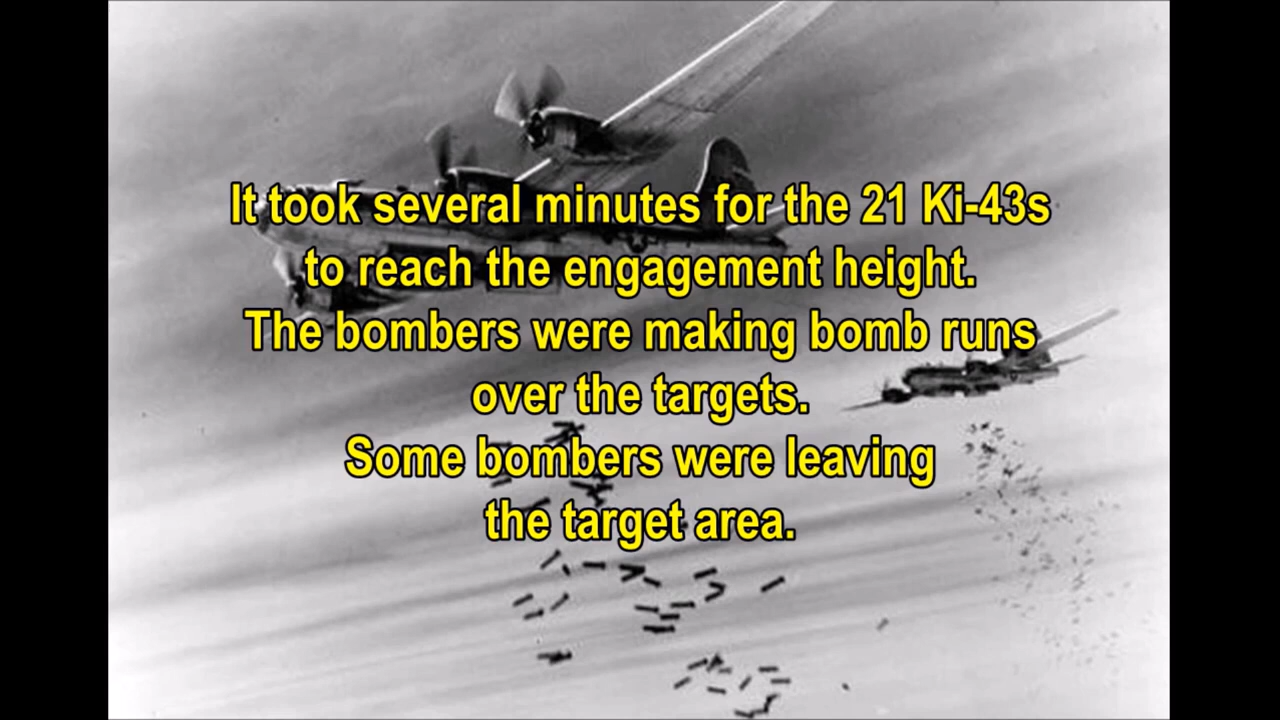 It took several minutes for the 21 Ki-43s
to reach the engagement height.
The bombers were making bomb runs
over the targets.
Some bombers were leaving
the target area.